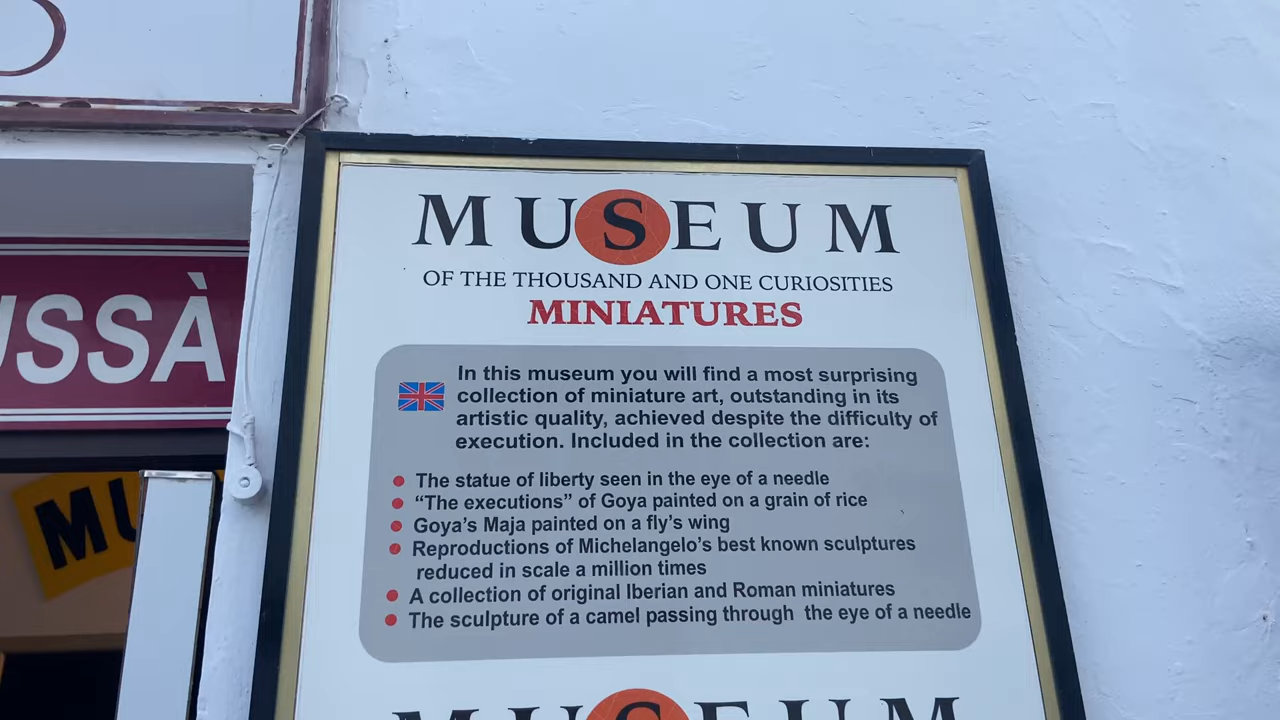 MUSEUM
OF THE THOUSAND AND ONE CURIOSITIES
MINIATURES
In this museum you will find a most surprising
collection of miniature art, outstanding in its
artistic quality, achieved despite the difficulty of
execution. Included in the collection are:
The statue of liberty seen in the eye of a needle
“The executions” of Goya painted on a grain of rice
Goya’s Maja painted on a fly’s wing
Reproductions of Michelangelo’s best known sculptures
reduced in scale a million times
A collection of original Iberian and Roman miniatures
The sculpture of a camel passing through the eye of a needle
MUSEUM
USSÀ
MU